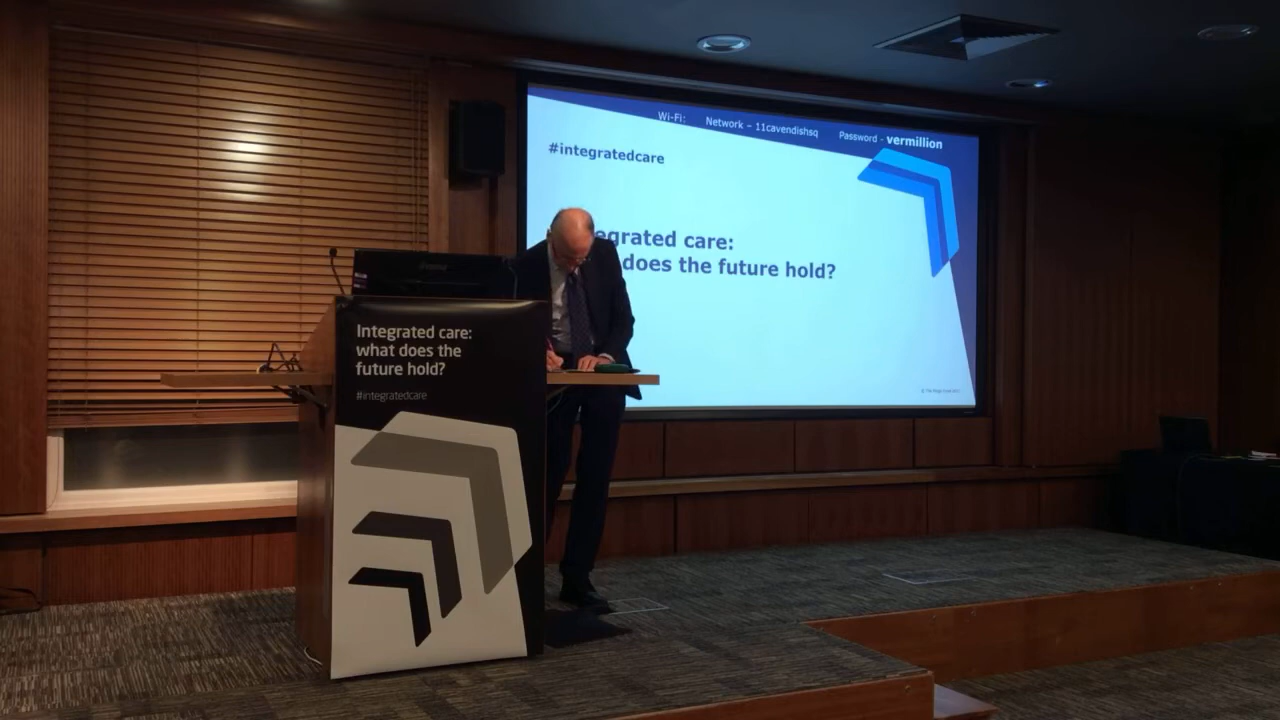 Wi-Fi: Network – 11cavendishsq Password - vermillion
#integratedcare
egrated care:
does the future hold?
Integrated care:
what does the
future hold?
#integratedcare